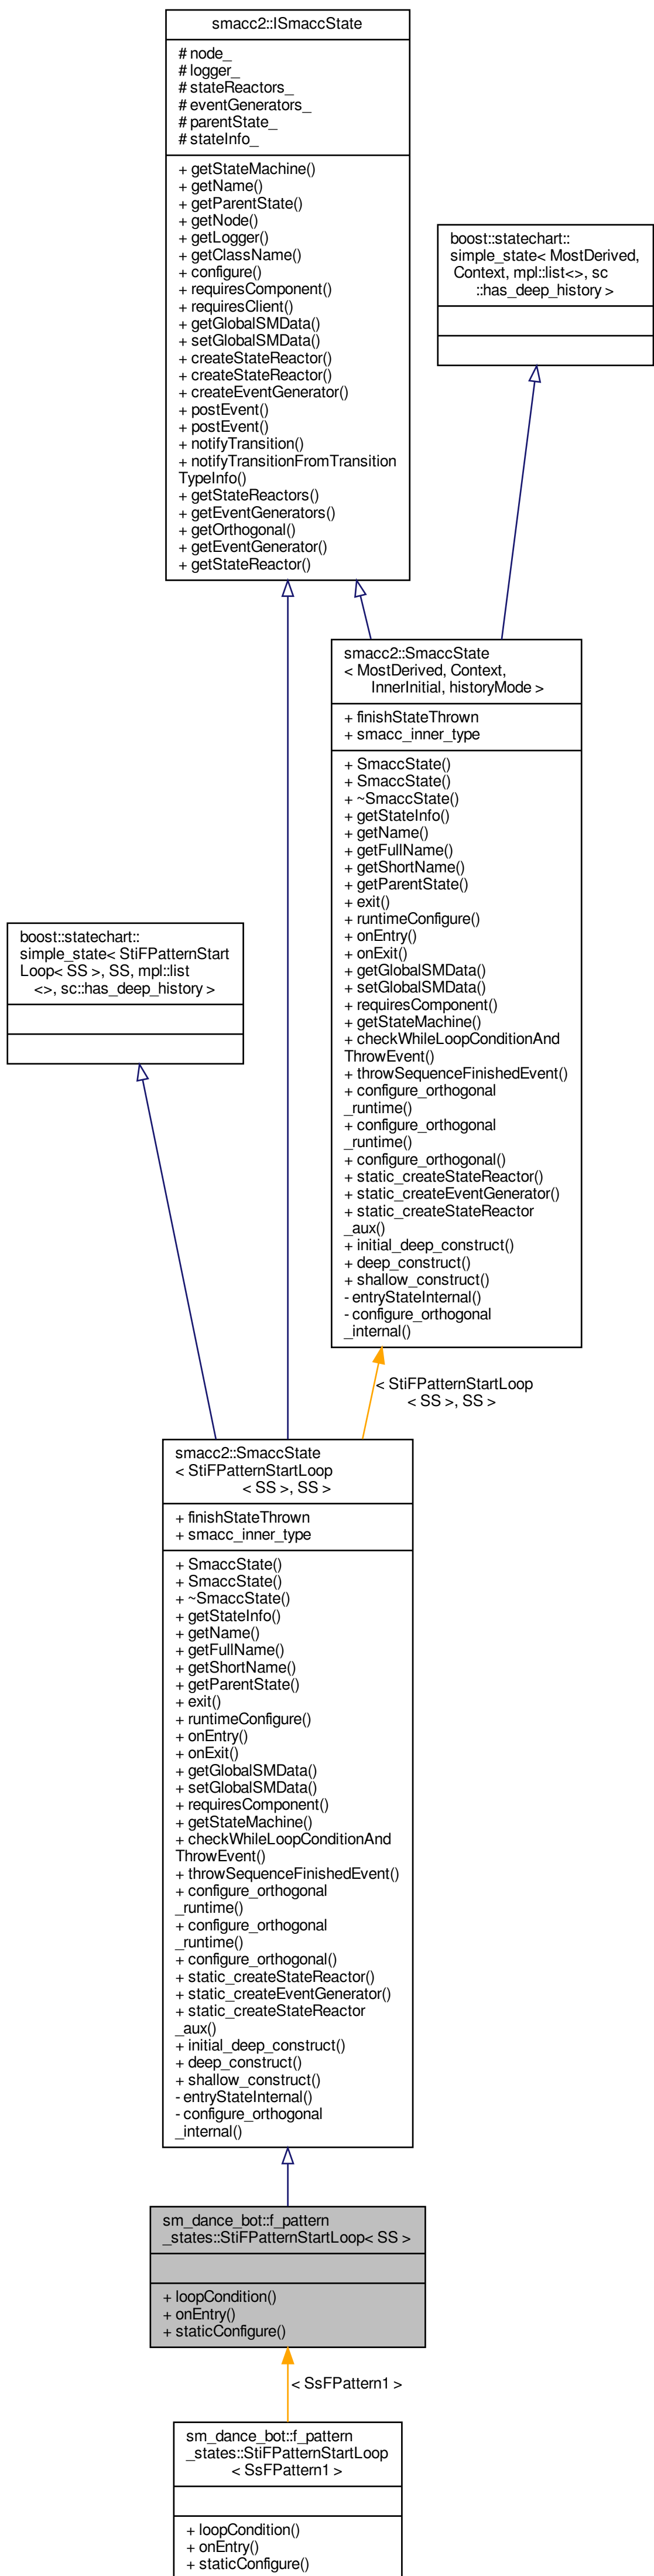 smacc2::ISmaccState
# node_
# logger_
# stateReactors_
# eventGenerators_
# parentState_
# stateInfo_
+ getStateMachine()
+ getName()
+ getParentState()
+ getNode()
+ getLogger()
+ getClassName()
+ configure()
+ requiresComponent()
+ requiresClient()
+ getGlobalSMData()
+ setGlobalSMData()
+ createStateReactor()
+ createStateReactor()
+ createEventGenerator()
+ postEvent()
+ postEvent()
+ notifyTransition()
+ notifyTransitionFromTransition
TypeInfo()
+ getStateReactors()
+ getEventGenerators()
+ getOrthogonal()
+ getEventGenerator()
+ getStateReactor()
boost::statechart::
simple_state< MostDerived,
Context, mpl::list<>, sc
::has_deep_history >
smacc2::SmaccState
< MostDerived, Context,
InnerInitial, historyMode >
+ finishStateThrown
+ smacc_inner_type
+ SmaccState()
+ SmaccState()
+ ~SmaccState()
+ getStateInfo()
+ getName()
+ getFullName()
+ getShortName()
+ getParentState()
+ exit()
+ runtimeConfigure()
+ onEntry()
+ onExit()
+ getGlobalSMData()
+ setGlobalSMData()
+ requiresComponent()
+ getStateMachine()
+ checkWhileLoopConditionAnd
ThrowEvent()
+ throwSequenceFinishedEvent()
+ configure_orthogonal
_runtime()
+ configure_orthogonal
_runtime()
+ configure_orthogonal()
+ static_createStateReactor()
+ static_createEventGenerator()
+ static_createStateReactor
_aux()
+ initial_deep_construct()
+ deep_construct()
+ shallow_construct()
- entryStateInternal()
- configure_orthogonal
_internal()
boost::statechart::
simple_state< StiFPatternStart
Loop< SS >, SS, mpl::list
<>, sc::has_deep_history >
< StiFPatternStartLoop
< SS >, SS >
smacc2::SmaccState
< StiFPatternStartLoop
< SS >, SS >
+ finishStateThrown
+ smacc_inner_type
+ SmaccState()
+ SmaccState()
+ ~SmaccState()
+ getStateInfo()
+ getName()
+ getFullName()
+ getShortName()
+ getParentState()
+ exit()
+ runtimeConfigure()
+ onEntry()
+ onExit()
+ getGlobalSMData()
+ setGlobalSMData()
+ requiresComponent()
+ getStateMachine()
+ checkWhileLoopConditionAnd
ThrowEvent()
+ throwSequenceFinishedEvent()
+ configure_orthogonal
_runtime()
+ configure_orthogonal
_runtime()
+ configure_orthogonal()
+ static_createStateReactor()
+ static_createEventGenerator()
+ static_createStateReactor
_aux()
+ initial_deep_construct()
+ deep_construct()
+ shallow_construct()
- entryStateInternal()
- configure_orthogonal
_internal()
sm_dance_bot::f_pattern
_states::StiFPatternStartLoop< SS >
+ loopCondition()
+ onEntry()
+ staticConfigure()
< SsFPattern1 >
sm_dance_bot::f_pattern
_states::StiFPatternStartLoop
< SsFPattern1 >
+ loopCondition()
+ onEntry()
+ staticConfigure()